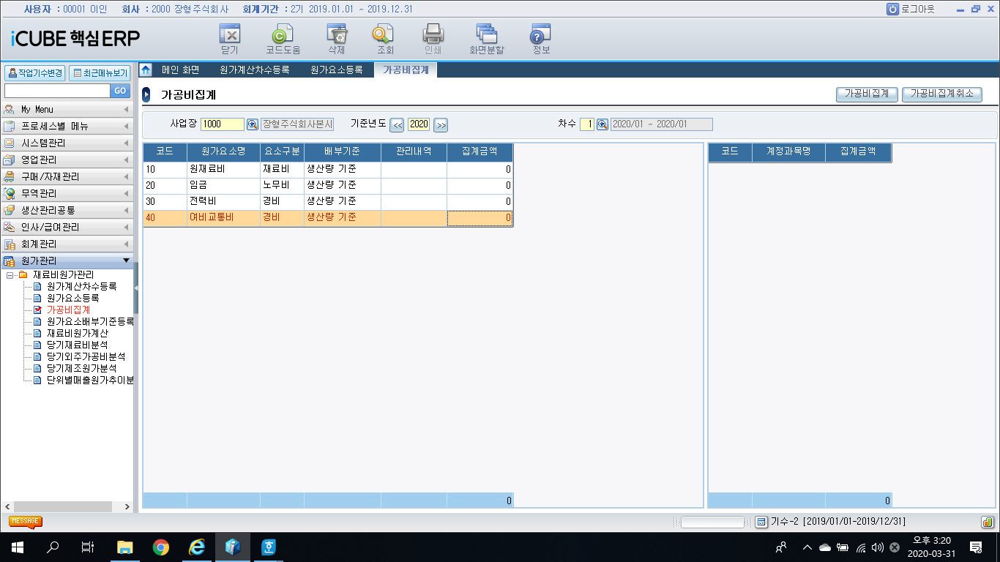 사용자 : 00001 이인 회사 : 2000 장형주식회사 회계기간 : 2기 2019.01.01 ~ 2019.12.31 로그아웃
iCUBE 핵심ERP
닫기 코드도움 삭제 조회 인쇄 화면분할 정보
작업기수변경 최근메뉴보기
메인 화면 원가계산차수등록 원가요소등록 가공비집계
GO
가공비집계
가공비집계 가공비집계취소
My Menu
프로세스별 메뉴
시스템관리
영업관리
구매/자재관리
무역관리
생산관리공통
인사/급여관리
회계관리
원가관리
재료비원가관리
원가계산차수등록
원가요소등록
가공비집계
원가요소배부기준등록
재료비원가계산
당기재료비분석
당기외주가공비분석
당기제조원가분석
단위별매출원가추이분
사업장 1000 장형주식회사본사 기준년도 << 2020 >> 차수 1 2020/01 ~ 2020/01
코드 원가요소명 요소구분 배부기준 관리내역 집계금액
10 원재료비 재료비 생산량 기준 0
20 임금 노무비 생산량 기준 0
30 전력비 경비 생산량 기준 0
40 여비교통비 경비 생산량 기준 0
0
코드 계정과목명 집계금액
0
MESSAGE
기수-2 [2019/01/01-2019/12/31]
오후 3:20
2020-03-31